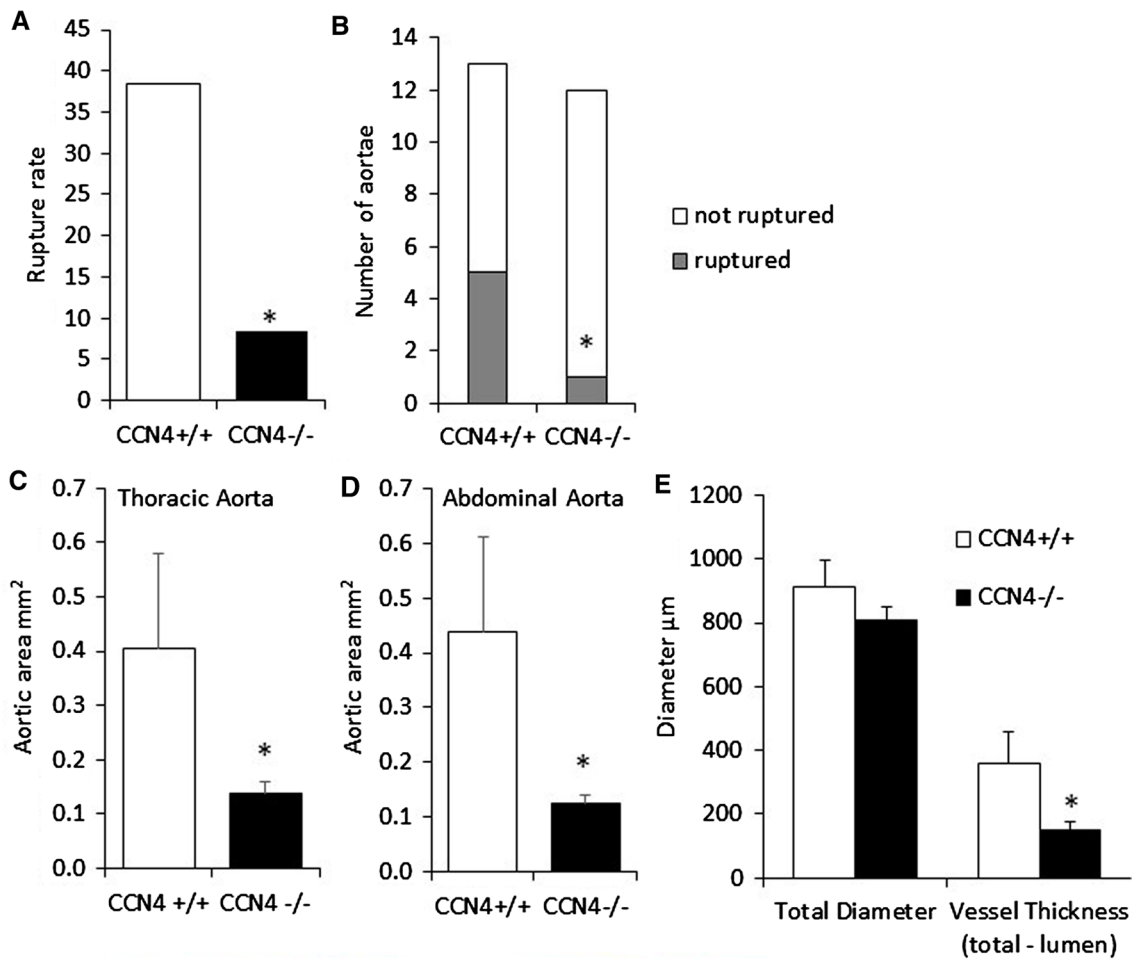 A
Rupture rate
45
40
35
30
25
20
15
10
5
0
*
CCN4+/+ CCN4-/-
B
Number of aortae
14
12
10
8
6
4
2
0
*
CCN4+/+ CCN4-/-
not ruptured
ruptured
C
Thoracic Aorta
Aortic area mm²
0.7
0.6
0.5
0.4
0.3
0.2
0.1
0.0
*
CCN4 +/+ CCN4 -/-
D
Abdominal Aorta
Aortic area mm²
0.7
0.6
0.5
0.4
0.3
0.2
0.1
0.0
*
CCN4+/+ CCN4-/-
E
Diameter µm
1200
1000
800
600
400
200
0
CCN4+/+
CCN4-/-
*
Total Diameter Vessel Thickness
(total - lumen)